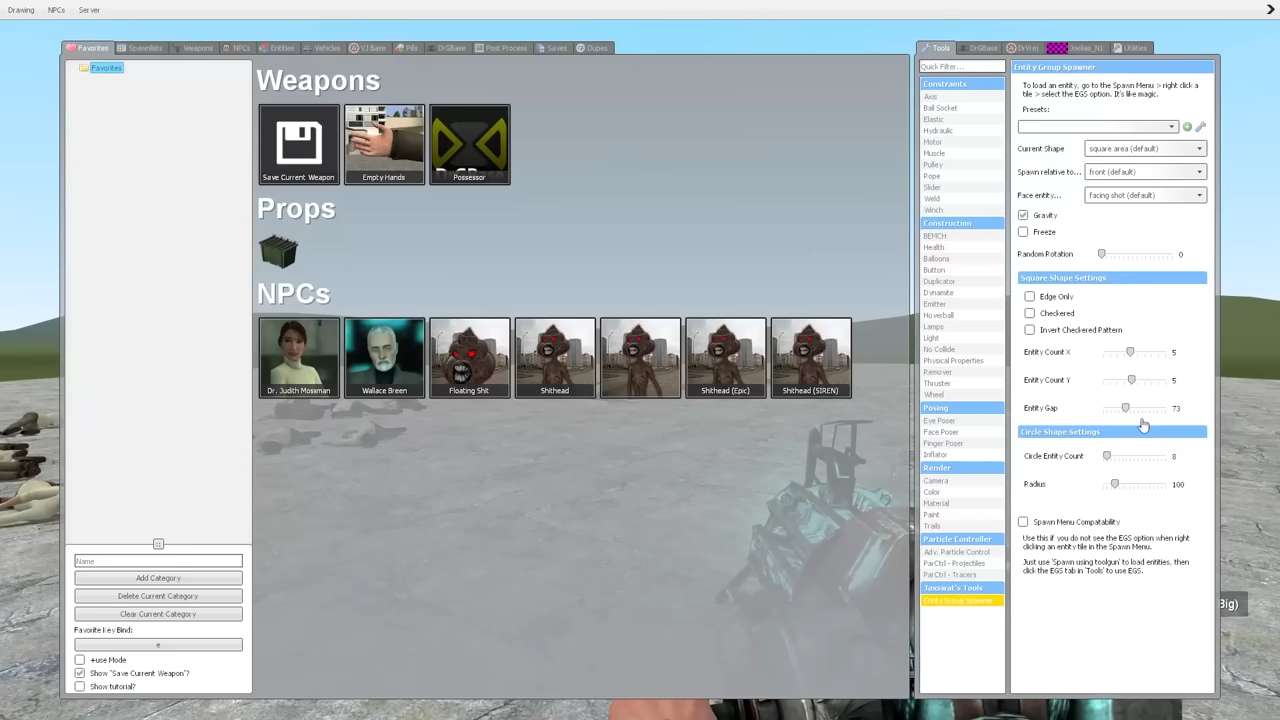 Drawing NPCs Server
Favorites Spawnlists Weapons NPCs Entities Vehicles VJ Base Pills DrGBase Post Process Saves Dupes
Favorites
Weapons
Save Current Weapon Empty Hands Possessor
Props
NPCs
Dr. Judith Mossman Wallace Breen Floating Shit Shithead Shithead (Epic) Shithead (SIREN)
Name
Add Category
Delete Current Category
Clear Current Category
Favorite Key Bind:
e
+use Mode
Show "Save Current Weapon"?
Show tutorial?
Tools DrGBase DrVrej Joelias_NJ Utilities
Quick Filter...
Constraints
Axis
Ball Socket
Elastic
Hydraulic
Motor
Muscle
Pulley
Rope
Slider
Weld
Winch
Construction
BEMCH
Health
Balloons
Button
Duplicator
Dynamite
Emitter
Hoverball
Lamps
Light
No Collide
Physical Properties
Remover
Thruster
Wheel
Posing
Eye Poser
Face Poser
Finger Poser
Inflator
Render
Camera
Color
Material
Paint
Trails
Particle Controller
Adv. Particle Control
ParCtrl - Projectiles
ParCtrl - Tracers
Jaxswat's Tools
Entity Group Spawner
Entity Group Spawner
To load an entity, go to the Spawn Menu > right click a
tile > select the EGS option. It's like magic.
Presets:
Current Shape square area (default)
Spawn relative to... front (default)
Face entity... facing shot (default)
Gravity
Freeze
Random Rotation 0
Square Shape Settings
Edge Only
Checkered
Invert Checkered Pattern
Entity Count X 5
Entity Count Y 5
Entity Gap 73
Circle Shape Settings
Circle Entity Count 8
Radius 100
Spawn Menu Compatability
Use this if you do not see the EGS option when right
clicking an entity tile in the Spawn Menu.
Just use 'Spawn using toolgun' to load entities, then
click the EGS tab in 'Tools' to use EGS.
Big)